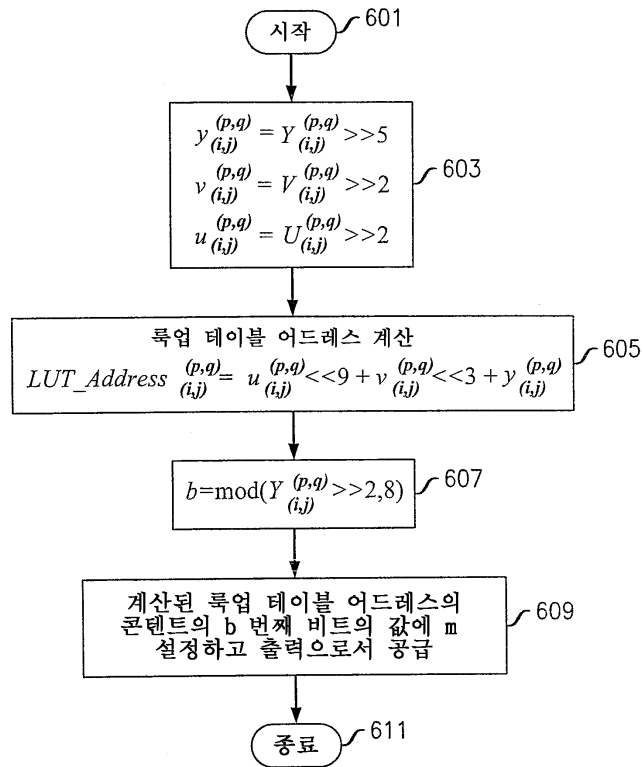 시작
601
y (i,j) (p,q) = Y (i,j) (p,q) >>5
v (i,j) (p,q) = V (i,j) (p,q) >>2
u (i,j) (p,q) = U (i,j) (p,q) >>2
603
룩업 테이블 어드레스 계산
LUT_Address (i,j) (p,q) = u (i,j) (p,q) <<9 + v (i,j) (p,q) <<3 + y (i,j) (p,q)
605
b=mod(Y (i,j) (p,q) >>2,8)
607
계산된 룩업 테이블 어드레스의
콘텐트의 b 번째 비트의 값에 m
설정하고 출력으로서 공급
609
종료
611